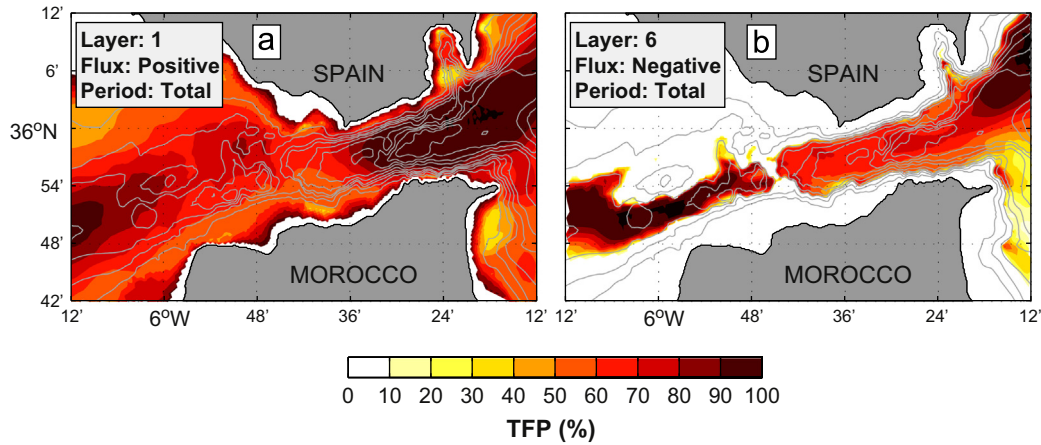 Layer: 1
Flux: Positive
Period: Total
a
SPAIN
MOROCCO
12'
6'
36°N
54'
48'
42'
12'
6°W
48'
36'
24'
12'
Layer: 6
Flux: Negative
Period: Total
b
SPAIN
MOROCCO
12'
6°W
48'
36'
24'
12'
0 10 20 30 40 50 60 70 80 90 100
TFP (%)